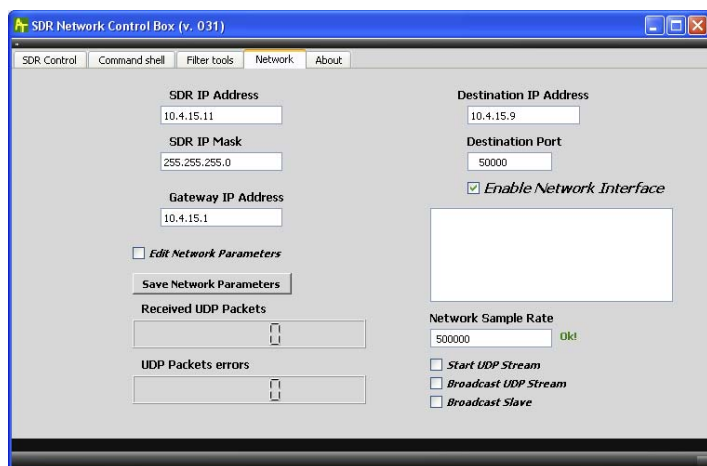 SDR Network Control Box (v. 031)
SDR Control Command shell Filter tools Network About
SDR IP Address
10.4.15.11
SDR IP Mask
255.255.255.0
Gateway IP Address
10.4.15.1
Edit Network Parameters
Save Network Parameters
Received UDP Packets
0
UDP Packets errors
0
Destination IP Address
10.4.15.9
Destination Port
50000
Enable Network Interface
Network Sample Rate
500000 Ok!
Start UDP Stream
Broadcast UDP Stream
Broadcast Slave